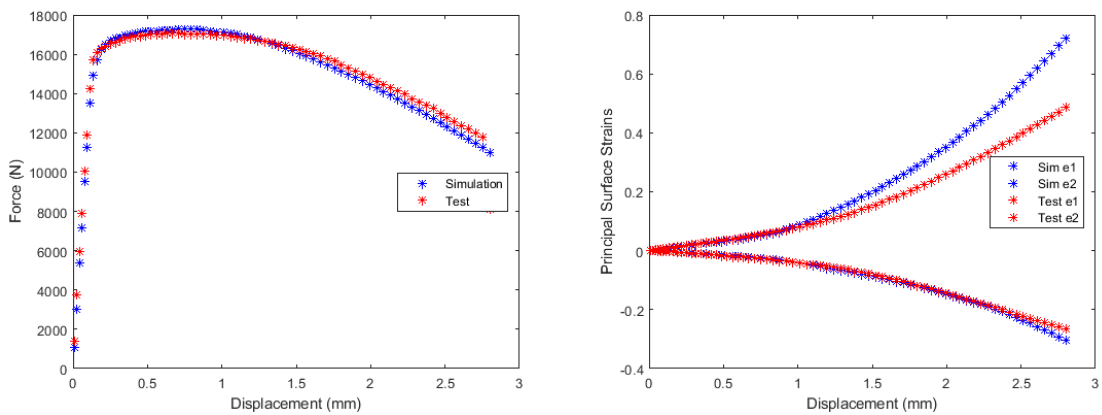 18000
16000
14000
12000
10000
8000
6000
4000
2000
0
Force (N)
0 0.5 1 1.5 2 2.5 3
Displacement (mm)
Simulation
Test
0.8
0.6
0.4
0.2
0
-0.2
-0.4
Principal Surface Strains
0 0.5 1 1.5 2 2.5 3
Displacement (mm)
Sim e1
Sim e2
Test e1
Test e2